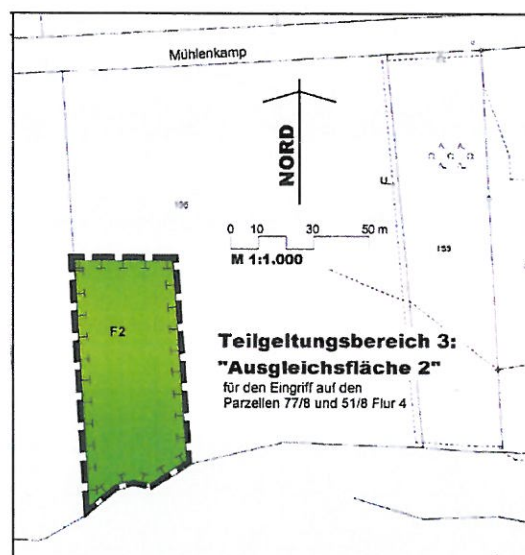 Mühlenkamp
NORD
0 10 30 50 m
M 1:1.000
155
F2
Teilgeltungsbereich 3:
"Ausgleichsfläche 2"
für den Eingriff auf den
Parzellen 77/8 und 51/8 Flur 4